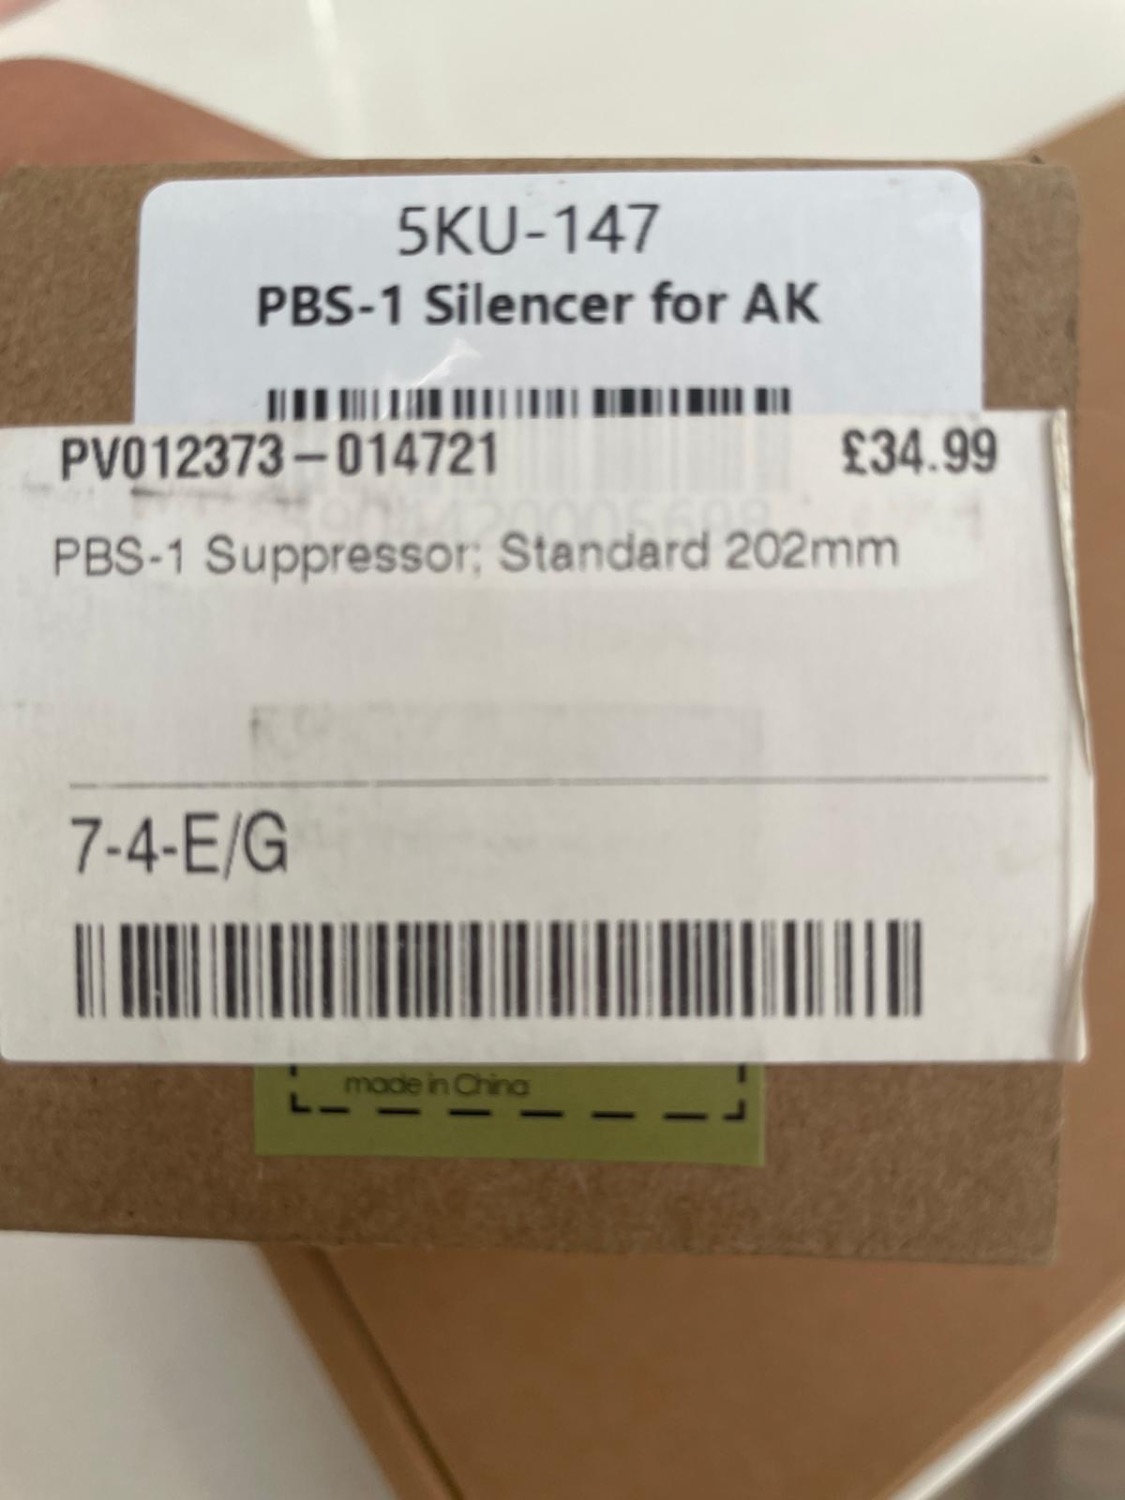 5KU-147
PBS-1 Silencer for AK
PV012373-014721 £34.99
PBS-1 Suppressor; Standard 202mm
7-4-E/G
made in China